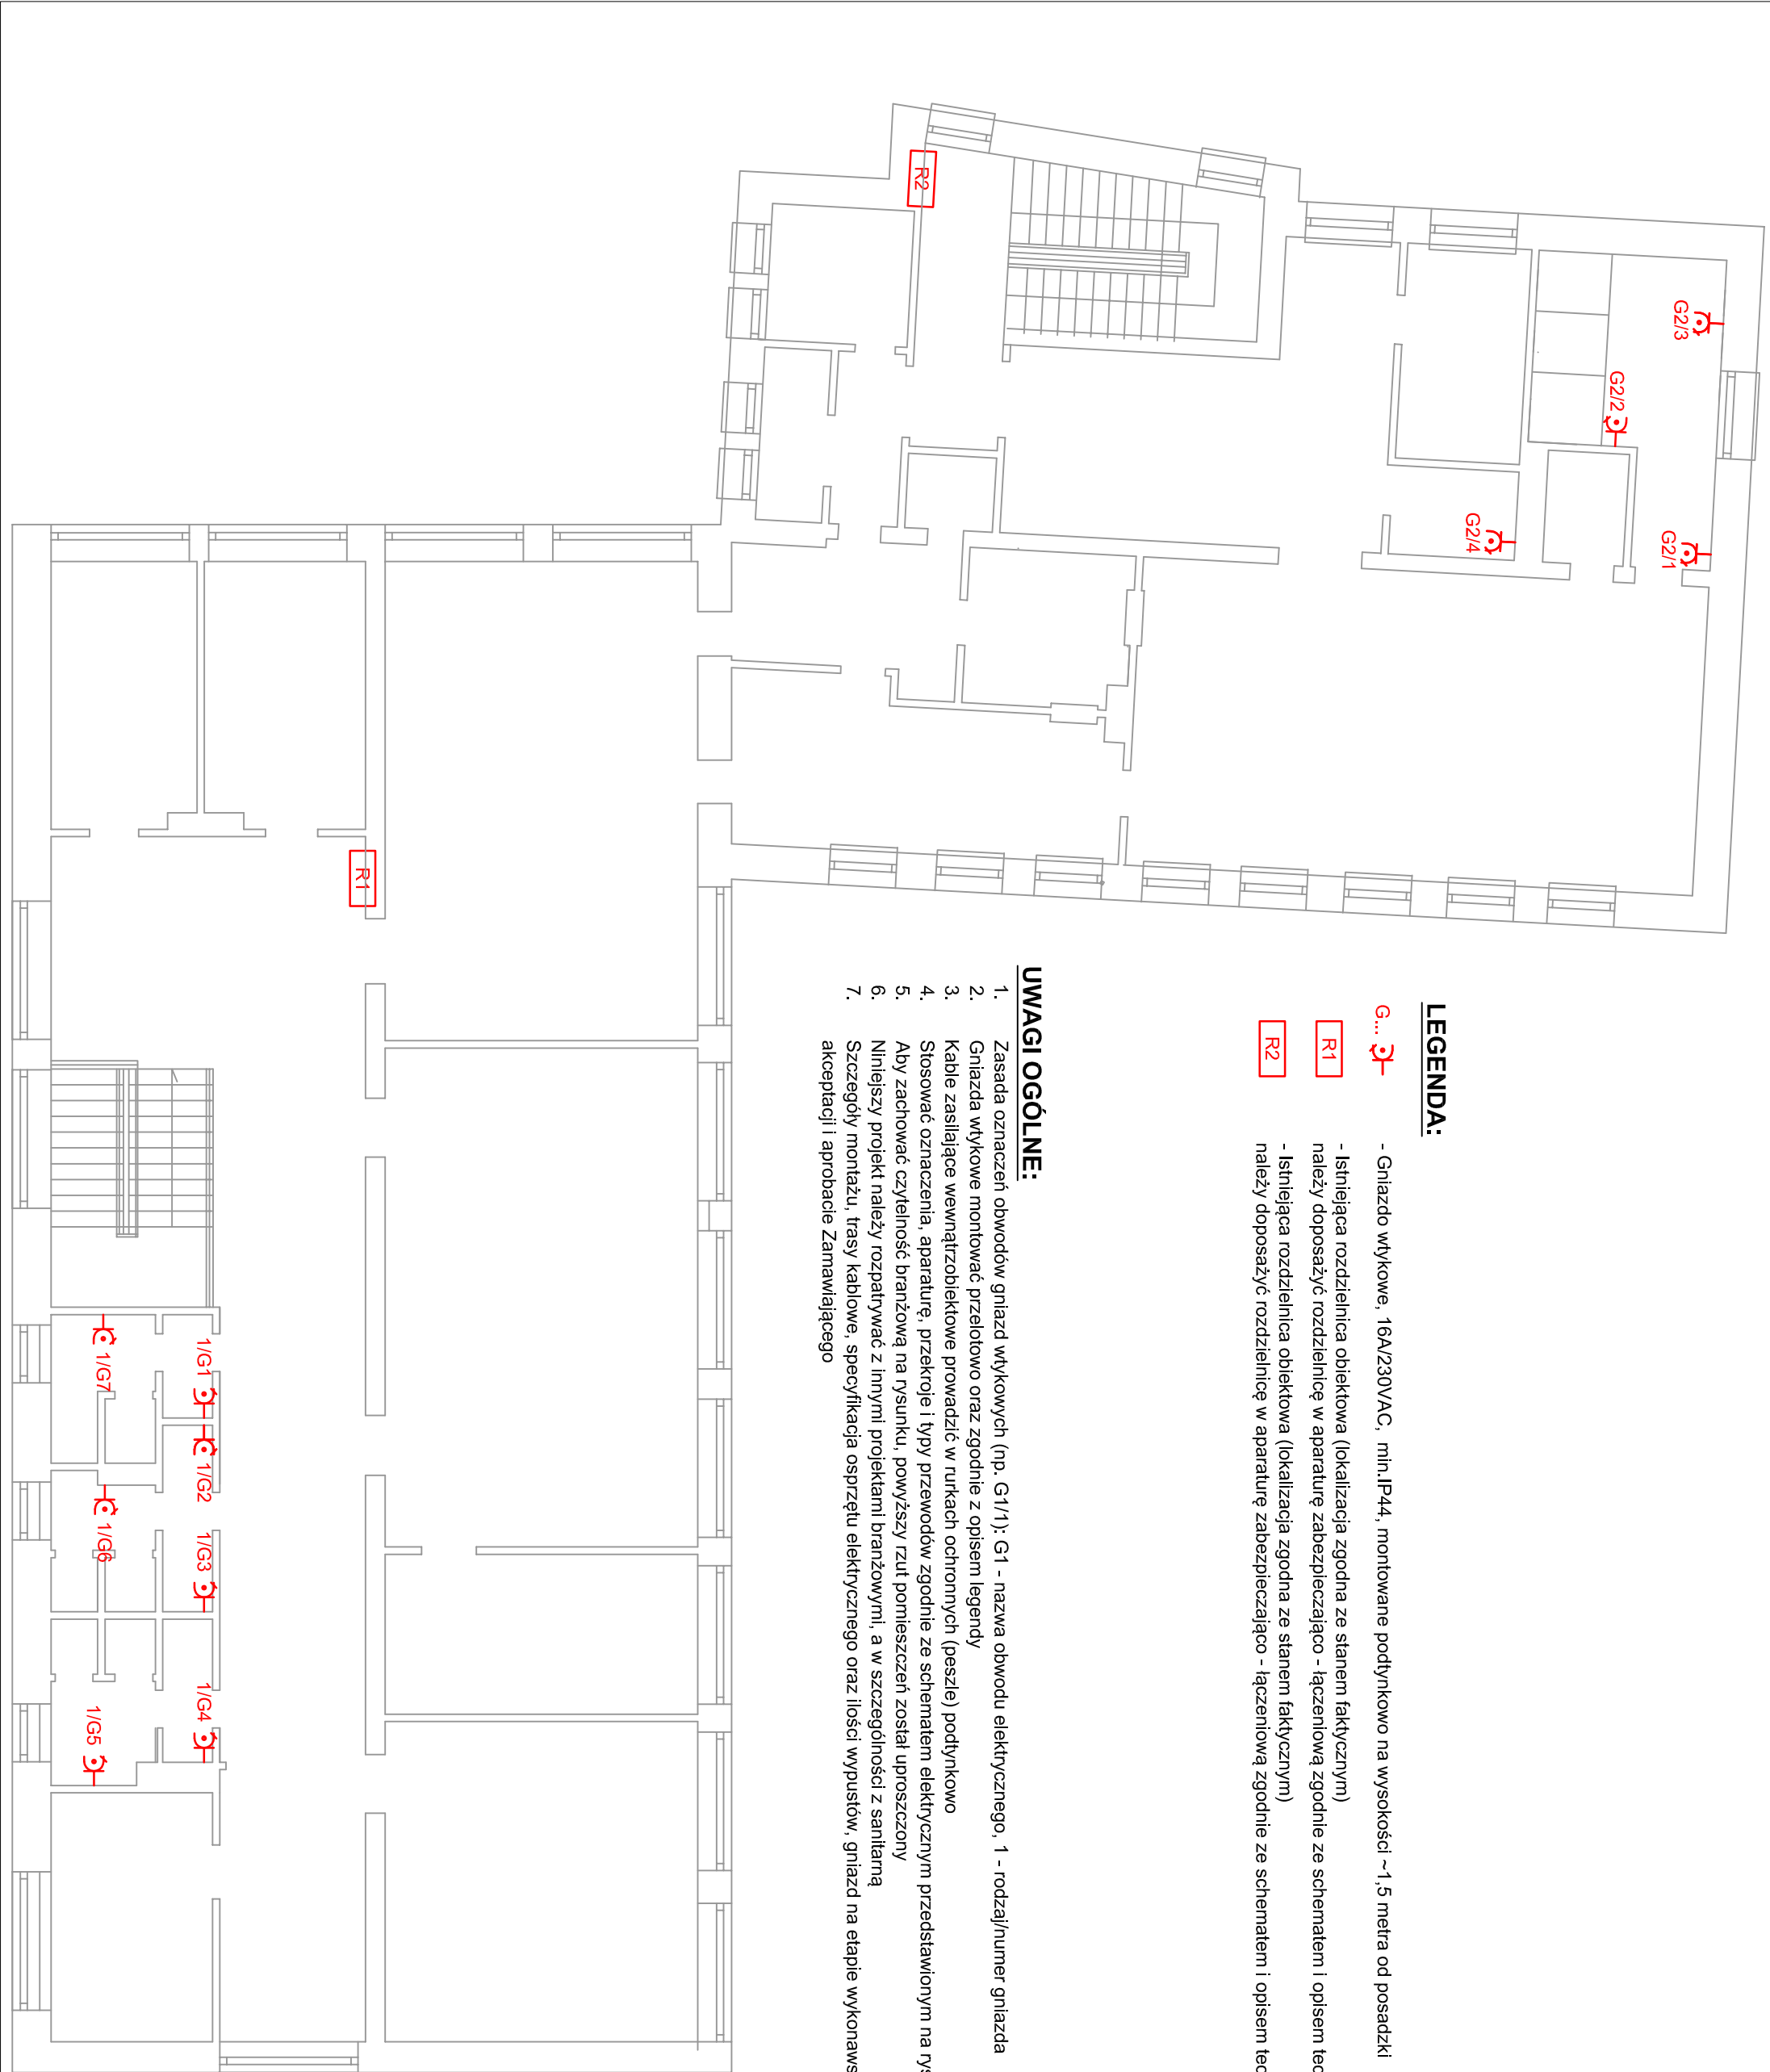 LEGENDA:
G...
- Gniazdo wtykowe, 16A/230VAC, min.IP44, montowane podtynkowo na wysokości ~1,5 metra od posadzki
R1
- Istniejąca rozdzielnica obiektowa (lokalizacja zgodna ze stanem faktycznym)
należy doposażyć rozdzielnicę w aparaturę zabezpieczająco - łączeniową zgodnie ze schematem i opisem tec
R2
- Istniejąca rozdzielnica obiektowa (lokalizacja zgodna ze stanem faktycznym)
należy doposażyć rozdzielnicę w aparaturę zabezpieczająco - łączeniową zgodnie ze schematem i opisem tec
UWAGI OGÓLNE:
1. Zasada oznaczeń obwodów gniazd wtykowych (np. G1/1): G1 - nazwa obwodu elektrycznego, 1 - rodzaj/numer gniazda
2. Gniazda wtykowe montować przelotowo oraz zgodnie z opisem legendy
3. Kable zasilające wewnątrzobiektowe prowadzić w rurkach ochronnych (peszle) podtynkowo
4. Stosować oznaczenia, aparaturę, przekroje i typy przewodów zgodnie ze schematem elektrycznym przedstawionym na rys
5. Aby zachować czytelność branżową na rysunku, powyższy rzut pomieszczeń został uproszczony
6. Niniejszy projekt należy rozpatrywać z innymi projektami branżowymi, a w szczególności z sanitarną
7. Szczegóły montażu, trasy kablowe, specyfikacja osprzętu elektrycznego oraz ilości wypustów, gniazd na etapie wykonaws
akceptacji i aprobacie Zamawiającego
G2/3
G2/2
G2/1
G2/4
R2
R1
1/G1
1/G2
1/G3
1/G4
1/G7
1/G6
1/G5